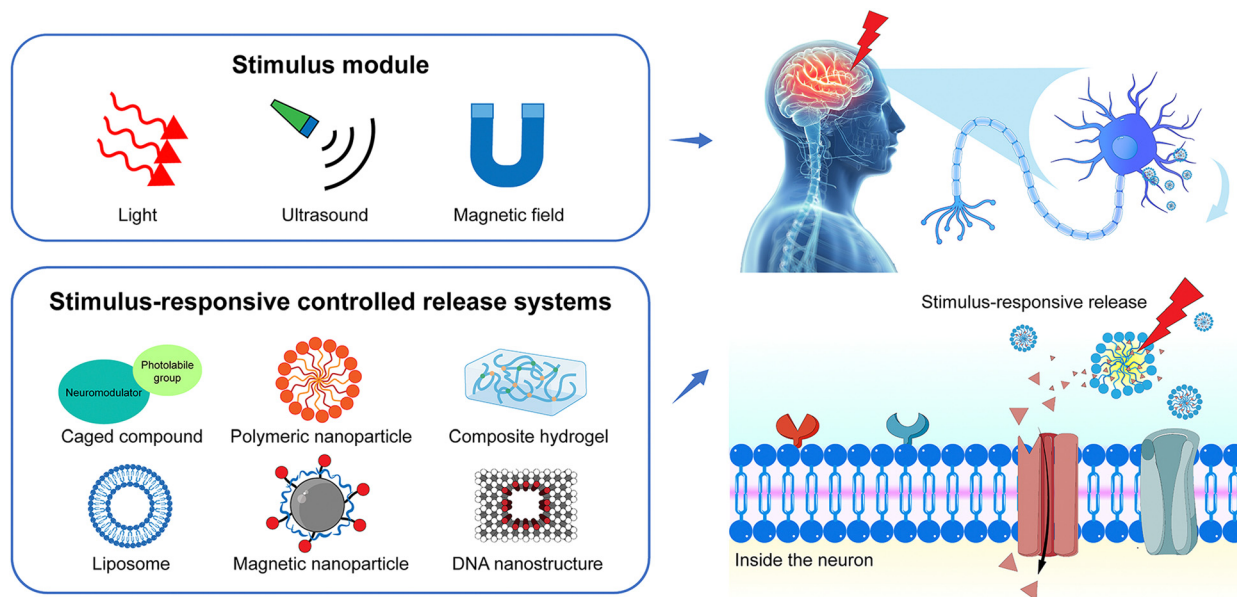 Stimulus module
Light
Ultrasound
Magnetic field
Stimulus-responsive controlled release systems
Neuromodulator
Photolabile
group
Caged compound
Polymeric nanoparticle
Composite hydrogel
Liposome
Magnetic nanoparticle
DNA nanostructure
Stimulus-responsive release
Inside the neuron